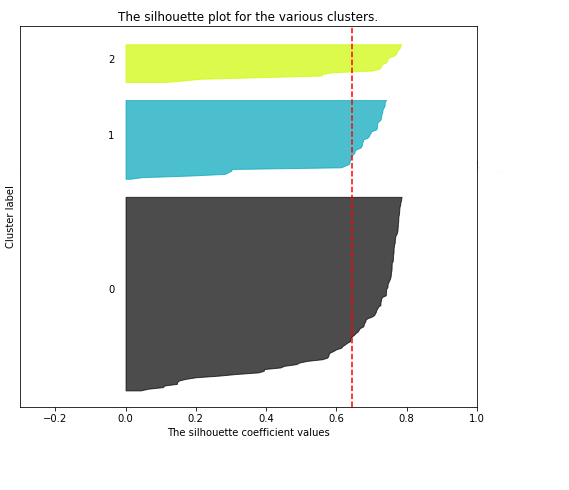 The silhouette plot for the various clusters.
2
1
0
Cluster label
−0.2 0.0 0.2 0.4 0.6 0.8 1.0
The silhouette coefficient values